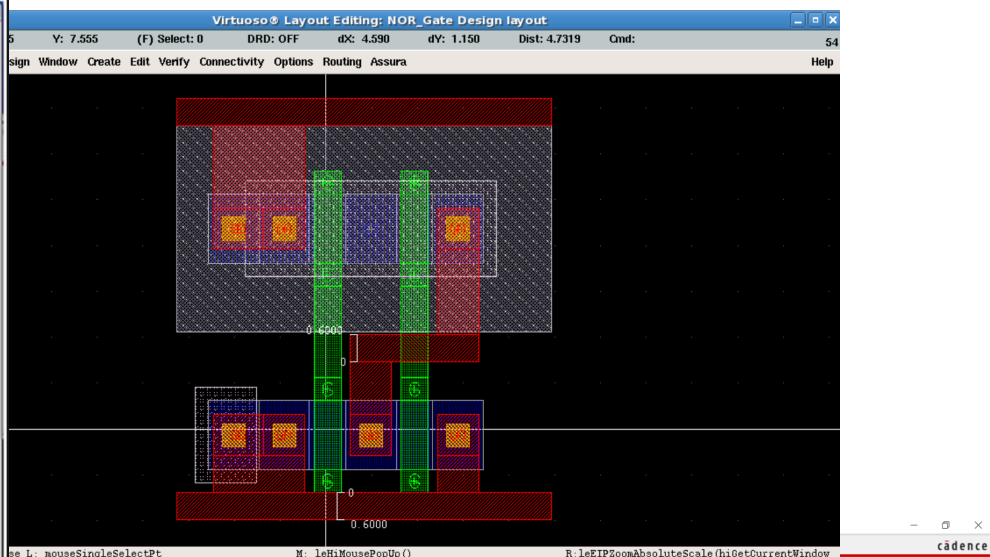 Virtuoso® Layout Editing: NOR_Gate Design layout
5 Y: 7.555 (F) Select: 0 DRD: OFF dX: 4.590 dY: 1.150 Dist: 4.7319 Cmd:
54
sign Window Create Edit Verify Connectivity Options Routing Assura Help
0.6000
0
0
0.6000
se L: mouseSingleSelectPt M: leHiMousePopUp() R:leEIPZoomAbsoluteScale(hiGetCurrentWindow
cādence